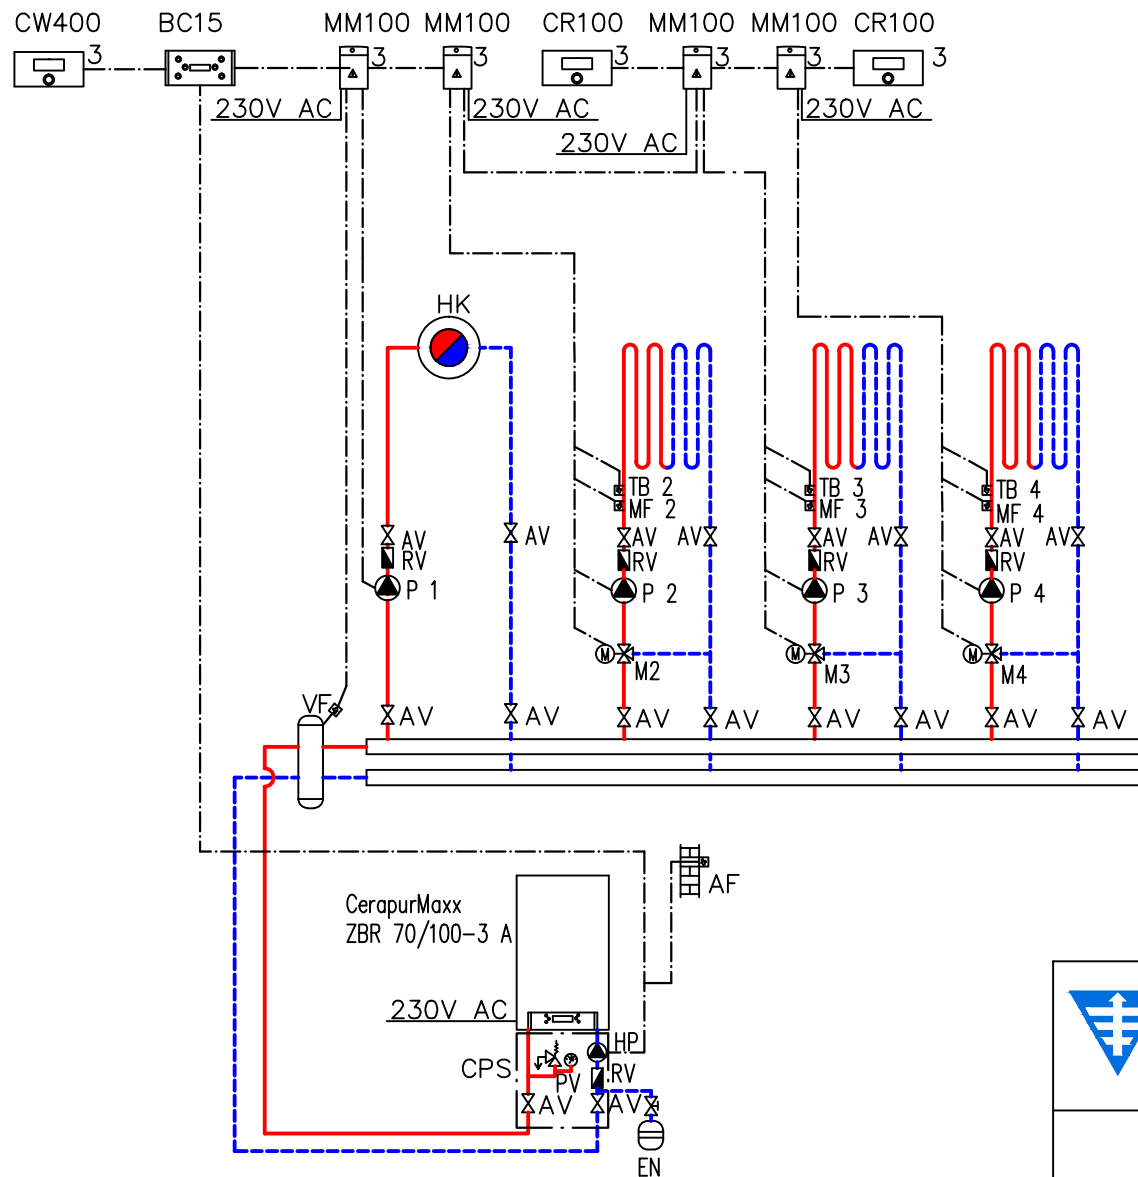 CW400 BC15 MM100 MM100 CR100 MM100 MM100 CR100
3 3 3 3 3 3 3
230V AC 230V AC 230V AC
230V AC
HK
TB 2 TB 3 TB 4
MF 2 MF 3 MF 4
AV AV AV AV AV AV AV AV
RV RV RV RV
P 1 P 2 P 3 P 4
M M M
M2 M3 M4
VF
AV AV AV AV AV AV AV AV
AF
CerapurMaxx
ZBR 70/100-3 A
230V AC
HP
CPS PV RV
AV AV
EN